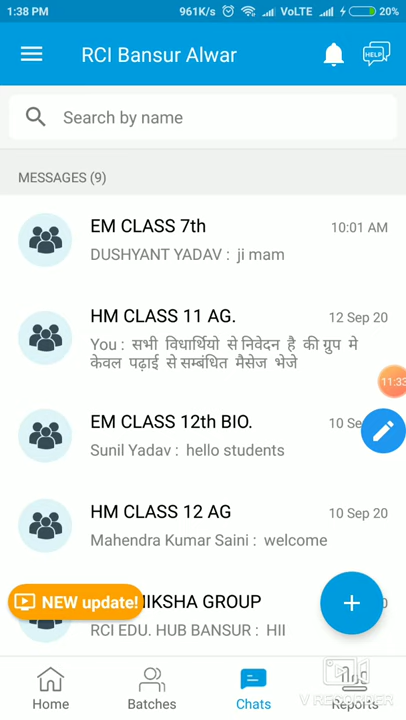 1:38 PM 961K/s VoLTE 20%
RCI Bansur Alwar HELP
Search by name
MESSAGES (9)
EM CLASS 7th 10:01 AM
DUSHYANT YADAV : ji mam
HM CLASS 11 AG. 12 Sep 20
You : सभी विधार्थियो से निवेदन है की ग्रुप मे
केवल पढ़ाई से सम्बंधित मैसेज भेजे
11:33
EM CLASS 12th BIO. 10
Sunil Yadav : hello students
HM CLASS 12 AG 10 Sep 20
Mahendra Kumar Saini : welcome
NEW update! IKSHA GROUP
RCI EDU. HUB BANSUR : HII
Home Batches Chats Reports
V RECORDER